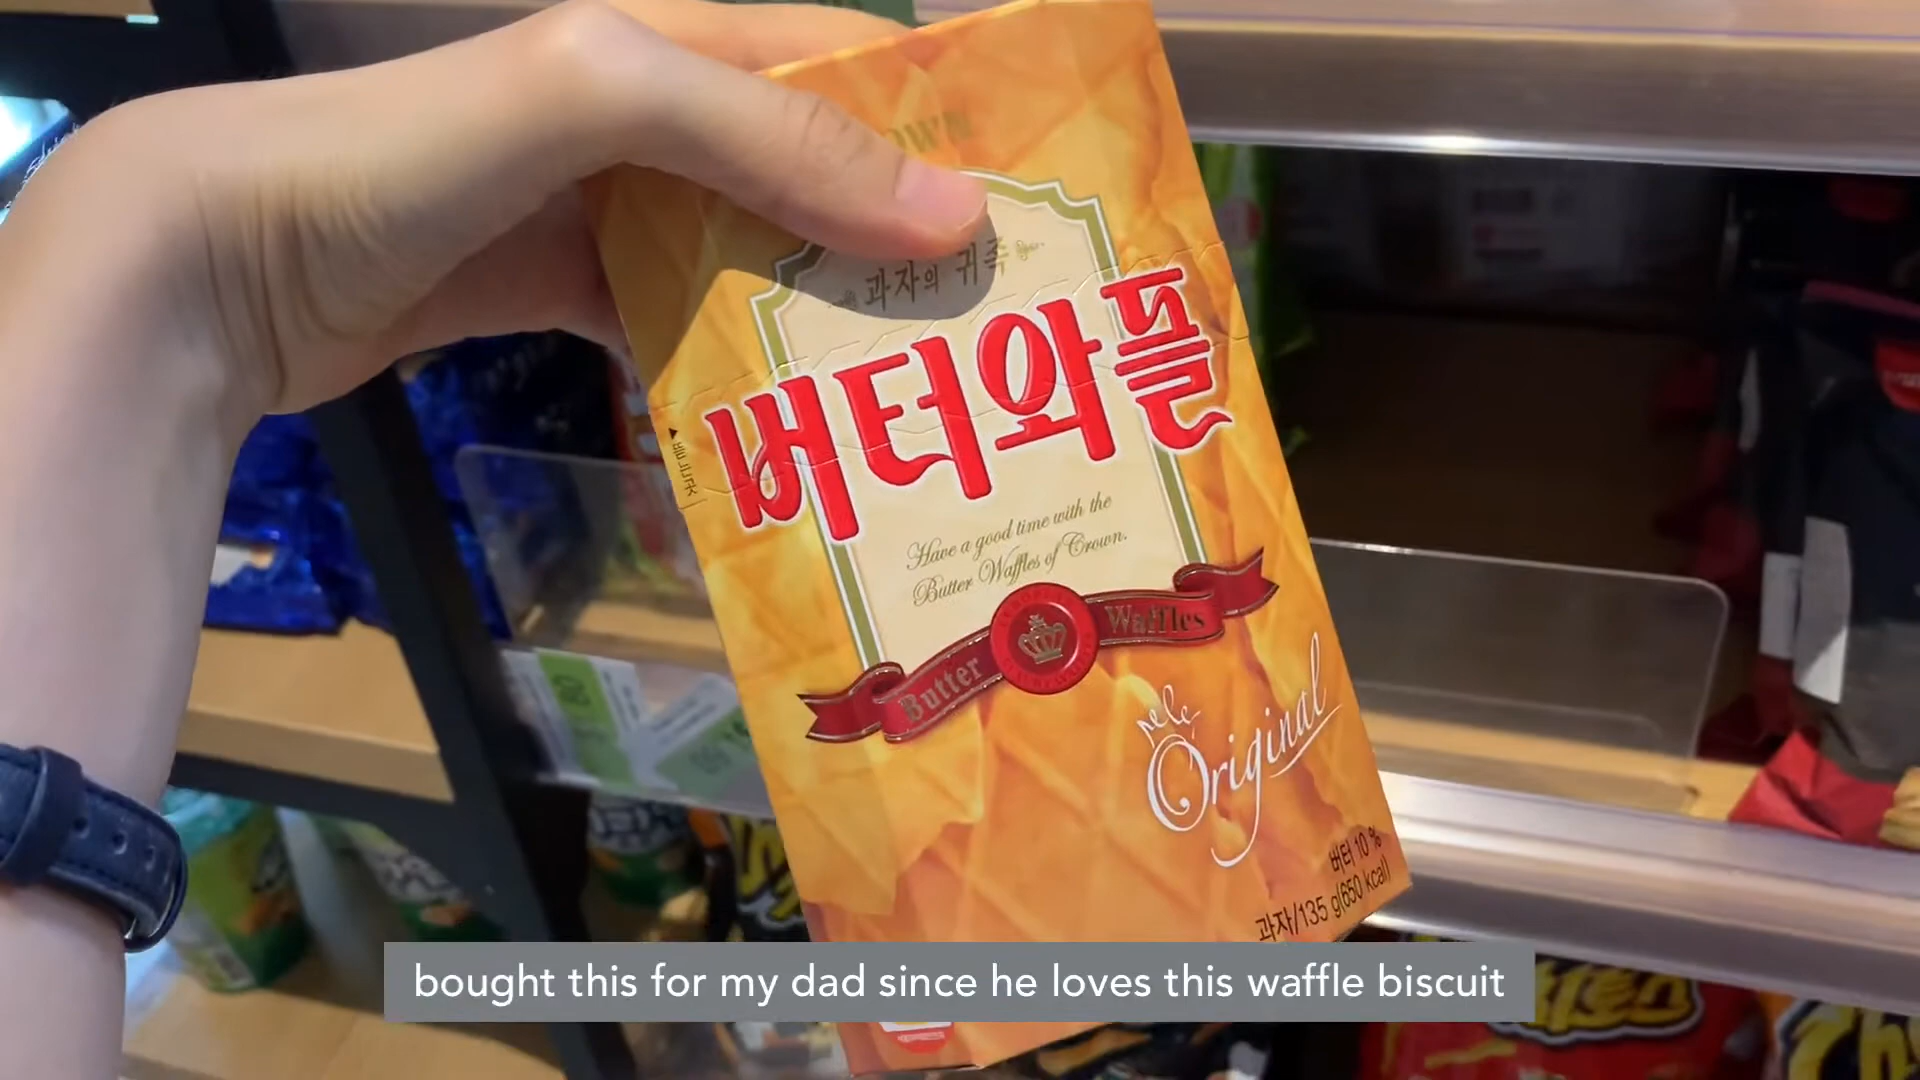 과자의 귀족
버터와플
Have a good time with the
Butter Waffles of Crown.
Butter Waffles
Original
버터 10 %
과자/135 g(650 kcal)
bought this for my dad since he loves this waffle biscuit